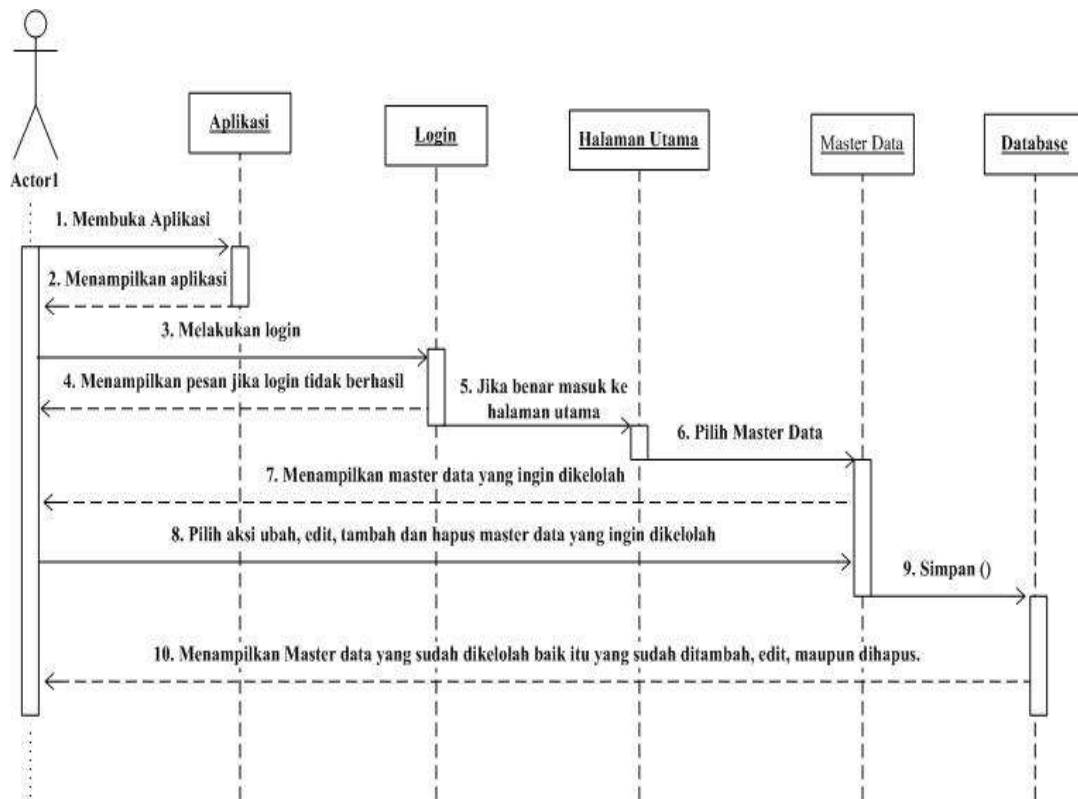 Actor1
Aplikasi
Login
Halaman Utama
Master Data
Database
1. Membuka Aplikasi
2. Menampilkan aplikasi
3. Melakukan login
4. Menampilkan pesan jika login tidak berhasil
5. Jika benar masuk ke
halaman utama
6. Pilih Master Data
7. Menampilkan master data yang ingin dikelolah
8. Pilih aksi ubah, edit, tambah dan hapus master data yang ingin dikelolah
9. Simpan ()
10. Menampilkan Master data yang sudah dikelolah baik itu yang sudah ditambah, edit, maupun dihapus.